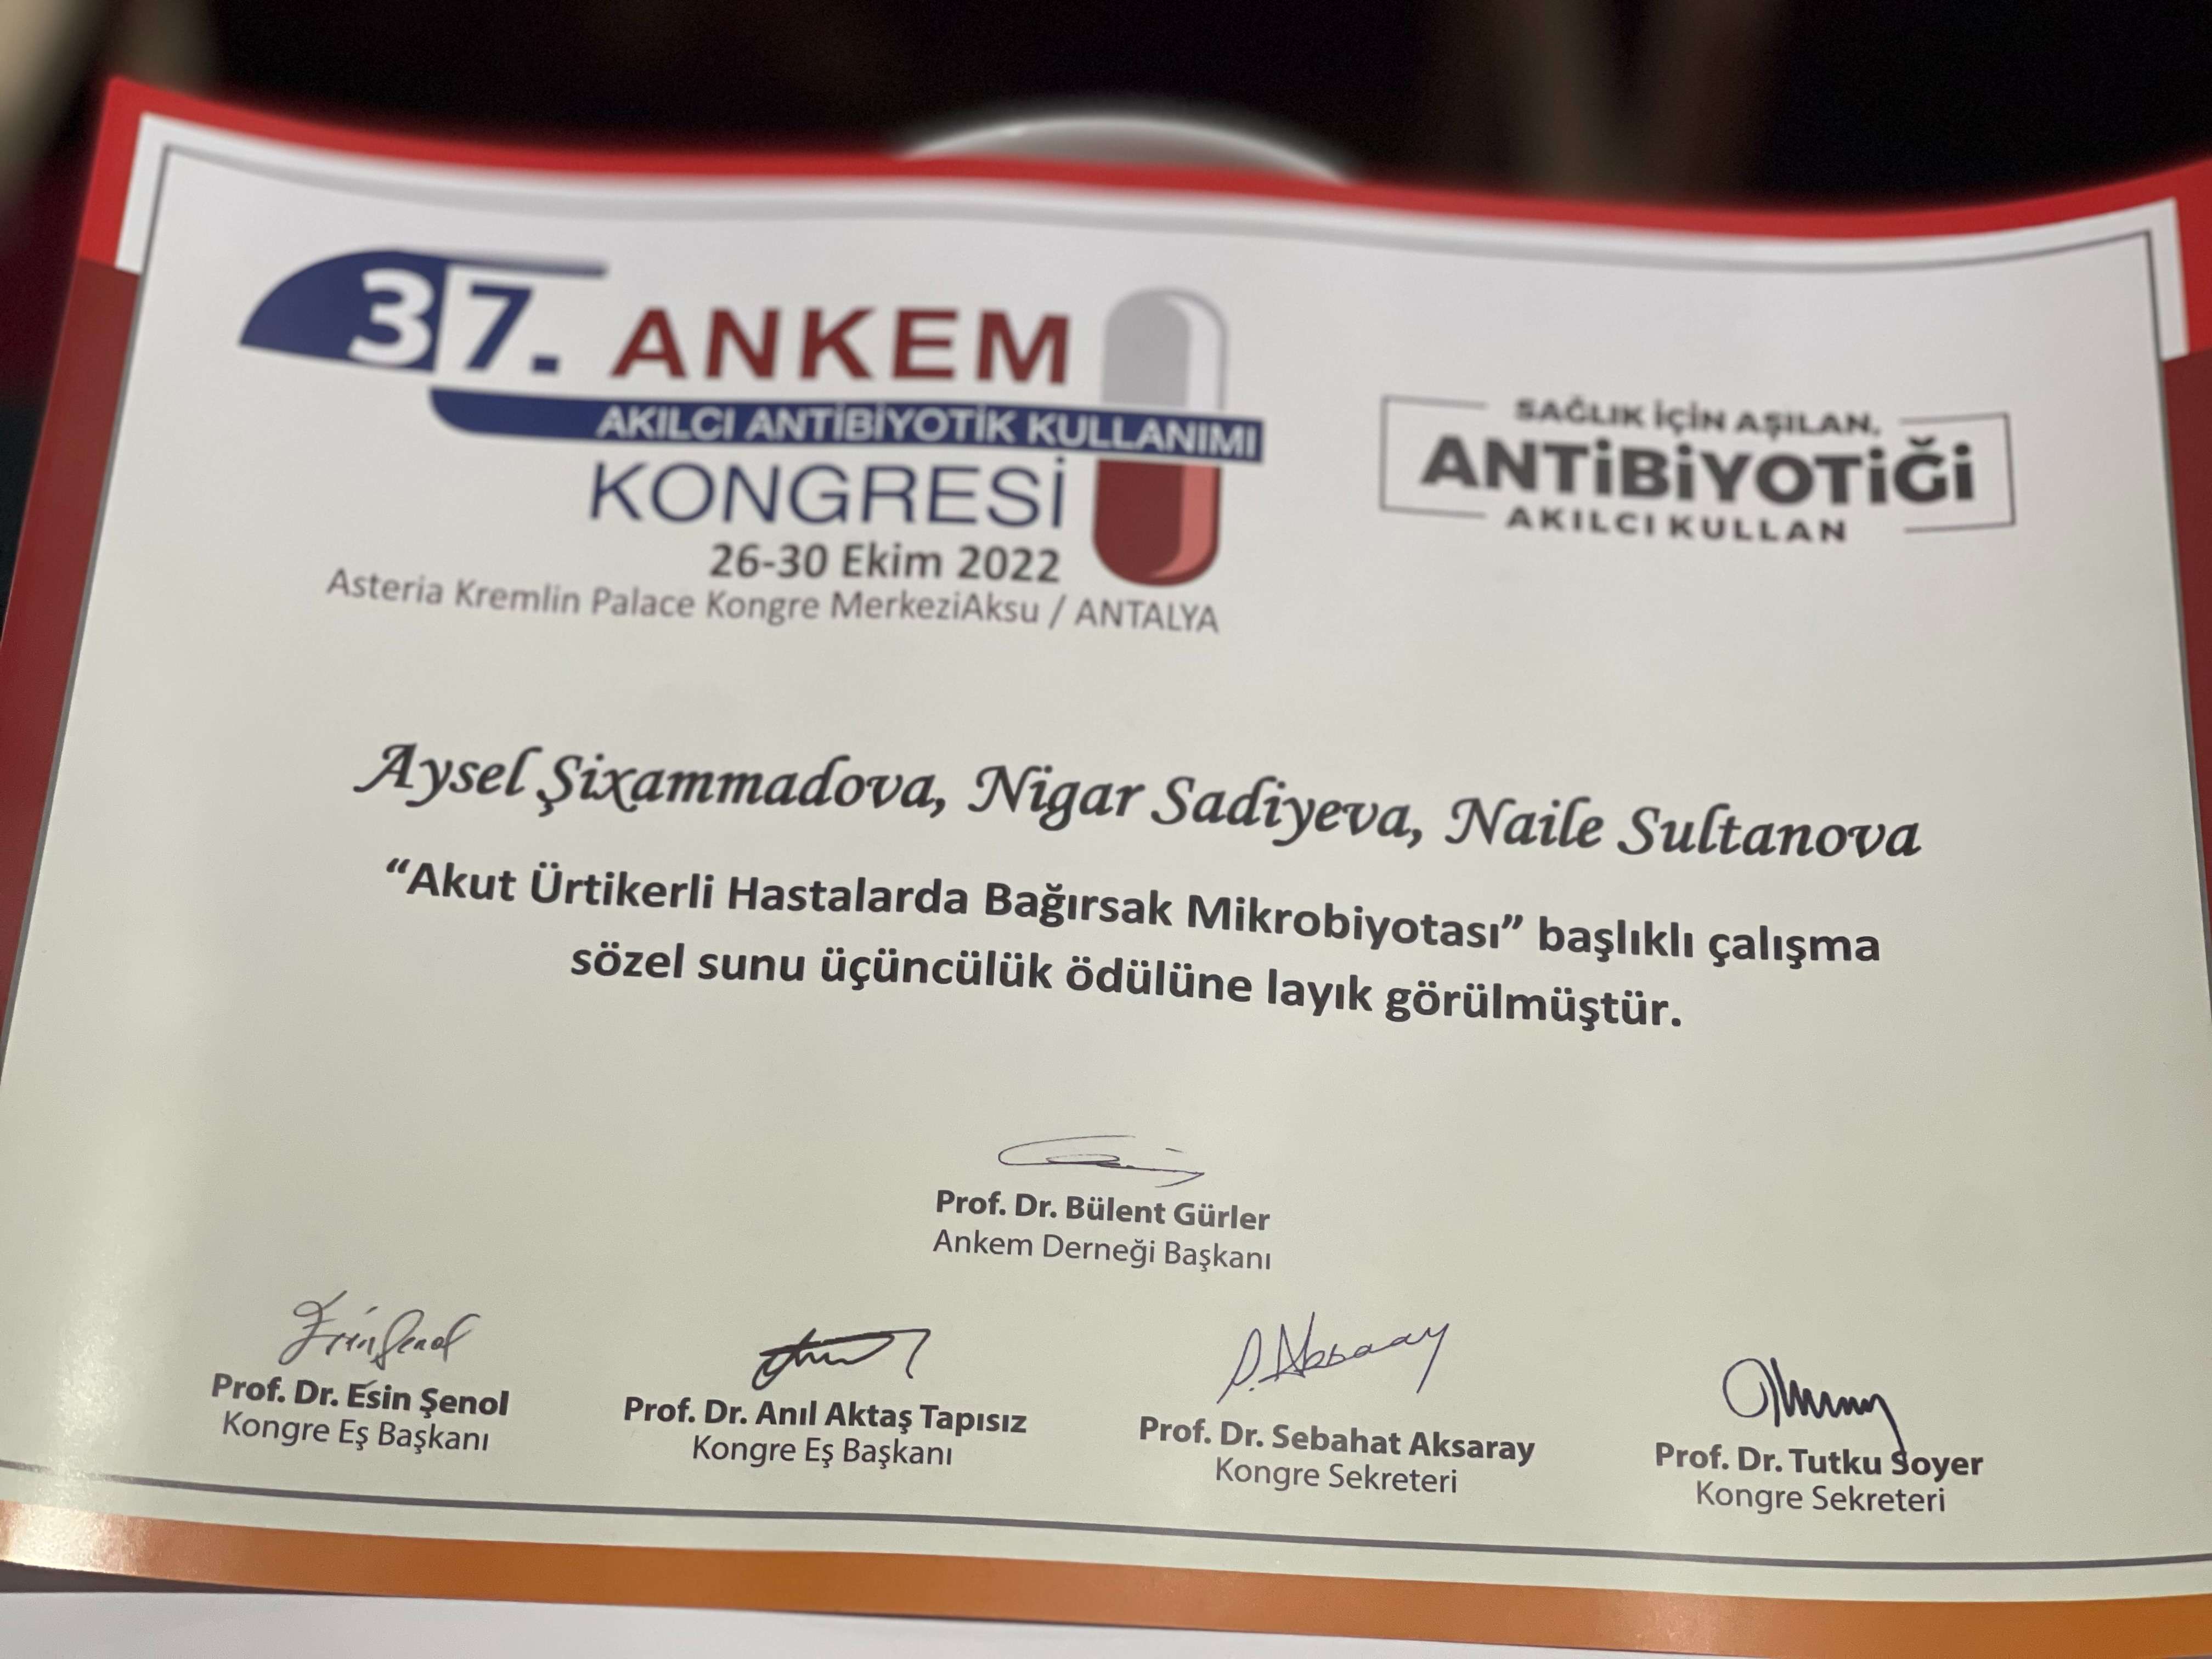 37. ANKEM
AKILCI ANTİBİYOTİK KULLANIMI
KONGRESİ
26-30 Ekim 2022
Asteria Kremlin Palace Kongre MerkeziAksu / ANTALYA
SAĞLIK İÇİN AŞILAN,
ANTİBİYOTİĞİ
AKILCI KULLAN
Aysel Şixammadova, Nigar Sadiyeva, Naile Sultanova
“Akut Ürtikerli Hastalarda Bağırsak Mikrobiyotası” başlıklı çalışma
sözel sunu üçüncülük ödülüne layık görülmüştür.
Prof. Dr. Bülent Gürler
Ankem Derneği Başkanı
Esin Şenol
S. Aksaray
Prof. Dr. Esin Şenol
Kongre Eş Başkanı
Prof. Dr. Anıl Aktaş Tapısız
Kongre Eş Başkanı
Prof. Dr. Sebahat Aksaray
Kongre Sekreteri
Prof. Dr. Tutku Soyer
Kongre Sekreteri